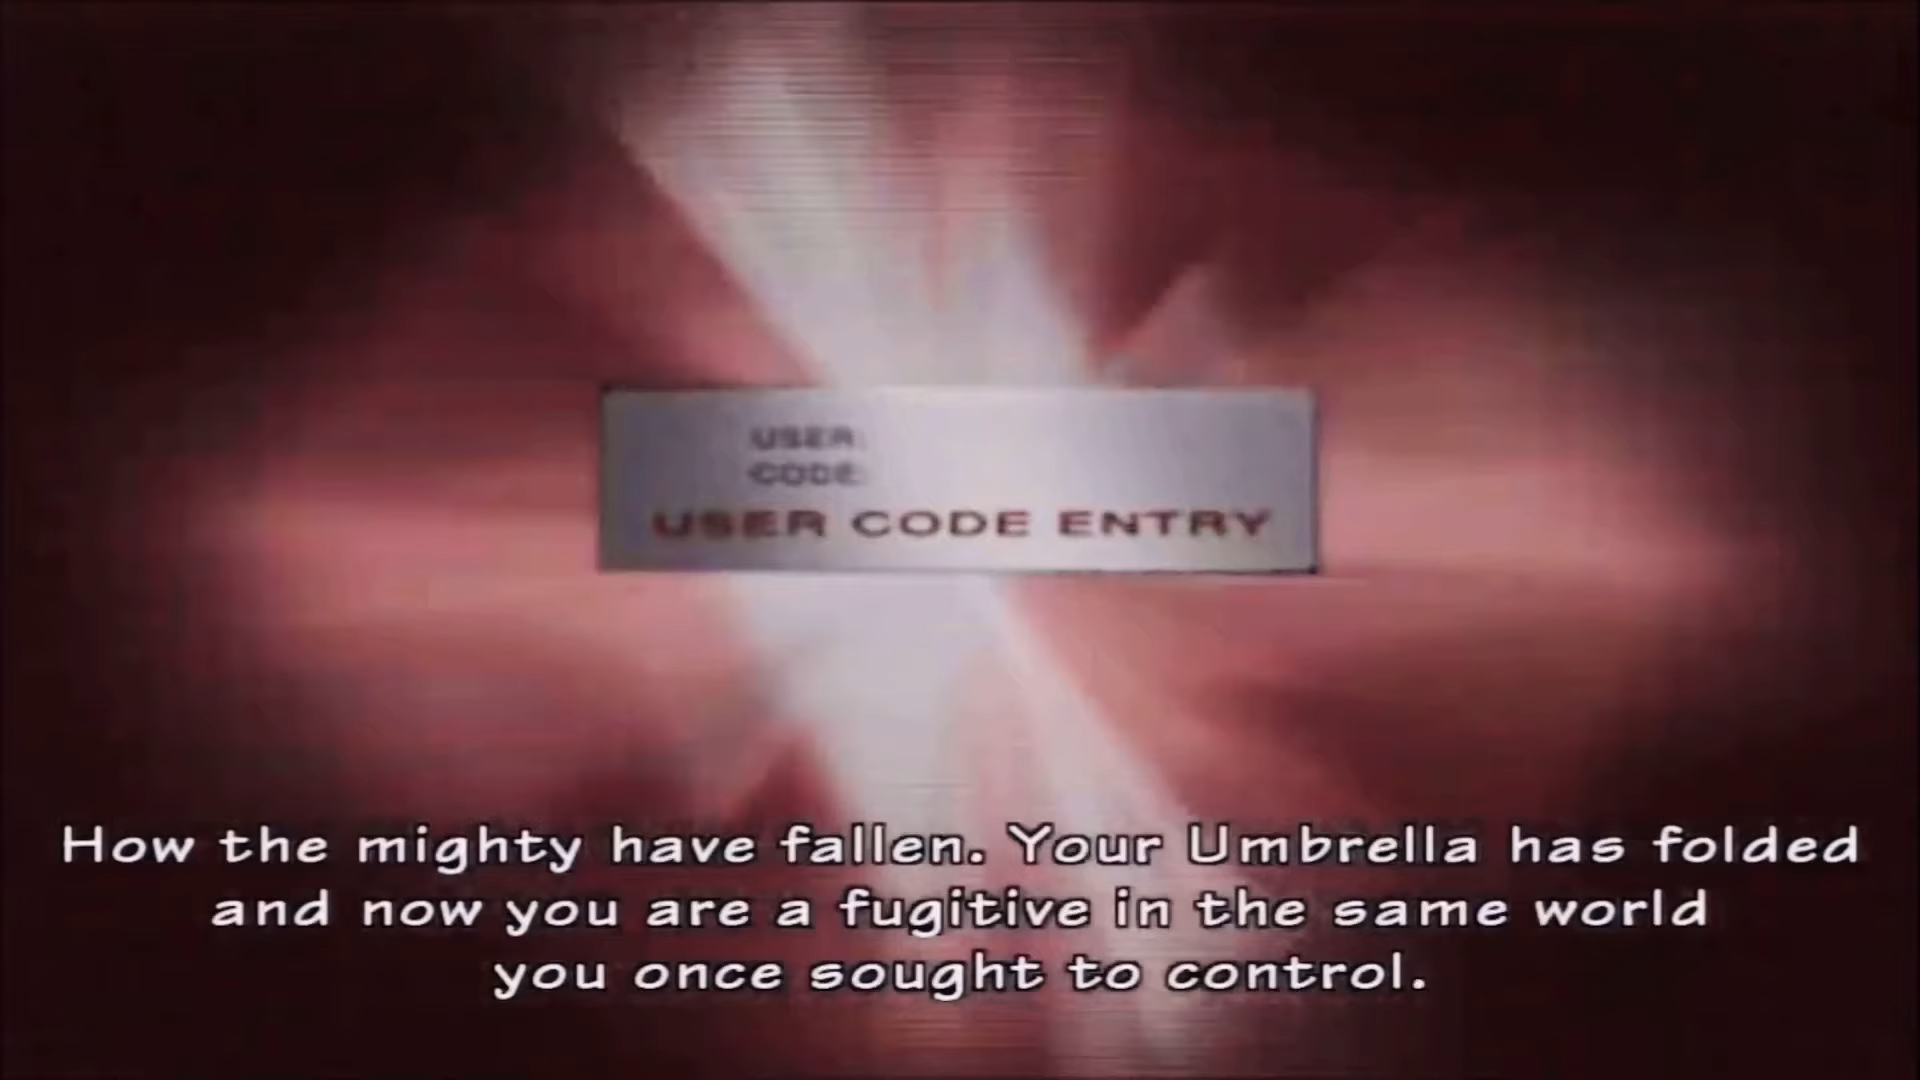 USER:
CODE:
USER CODE ENTRY
How the mighty have fallen. Your Umbrella has folded
and now you are a fugitive in the same world
you once sought to control.